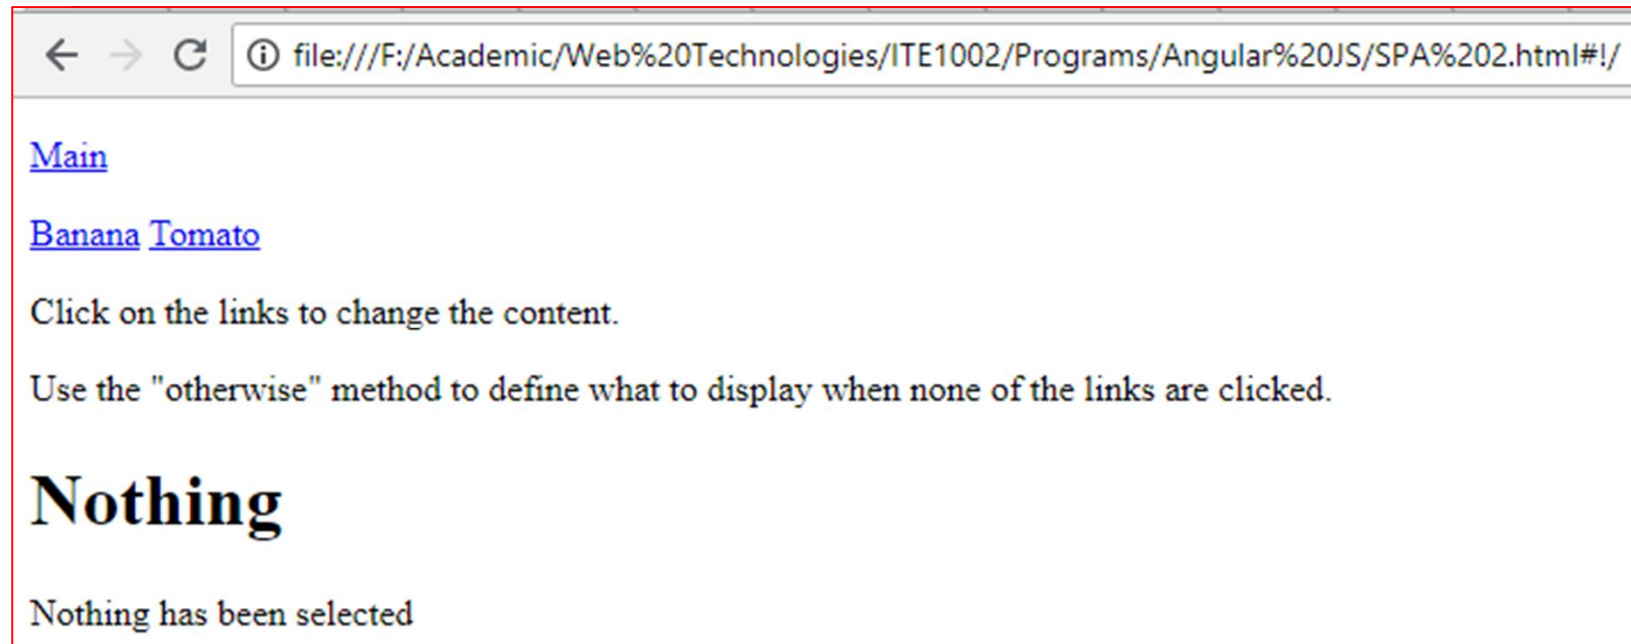 file:///F:/Academic/Web%20Technologies/ITE1002/Programs/Angular%20JS/SPA%202.html#!/
Main
Banana Tomato
Click on the links to change the content.
Use the "otherwise" method to define what to display when none of the links are clicked.
Nothing
Nothing has been selected